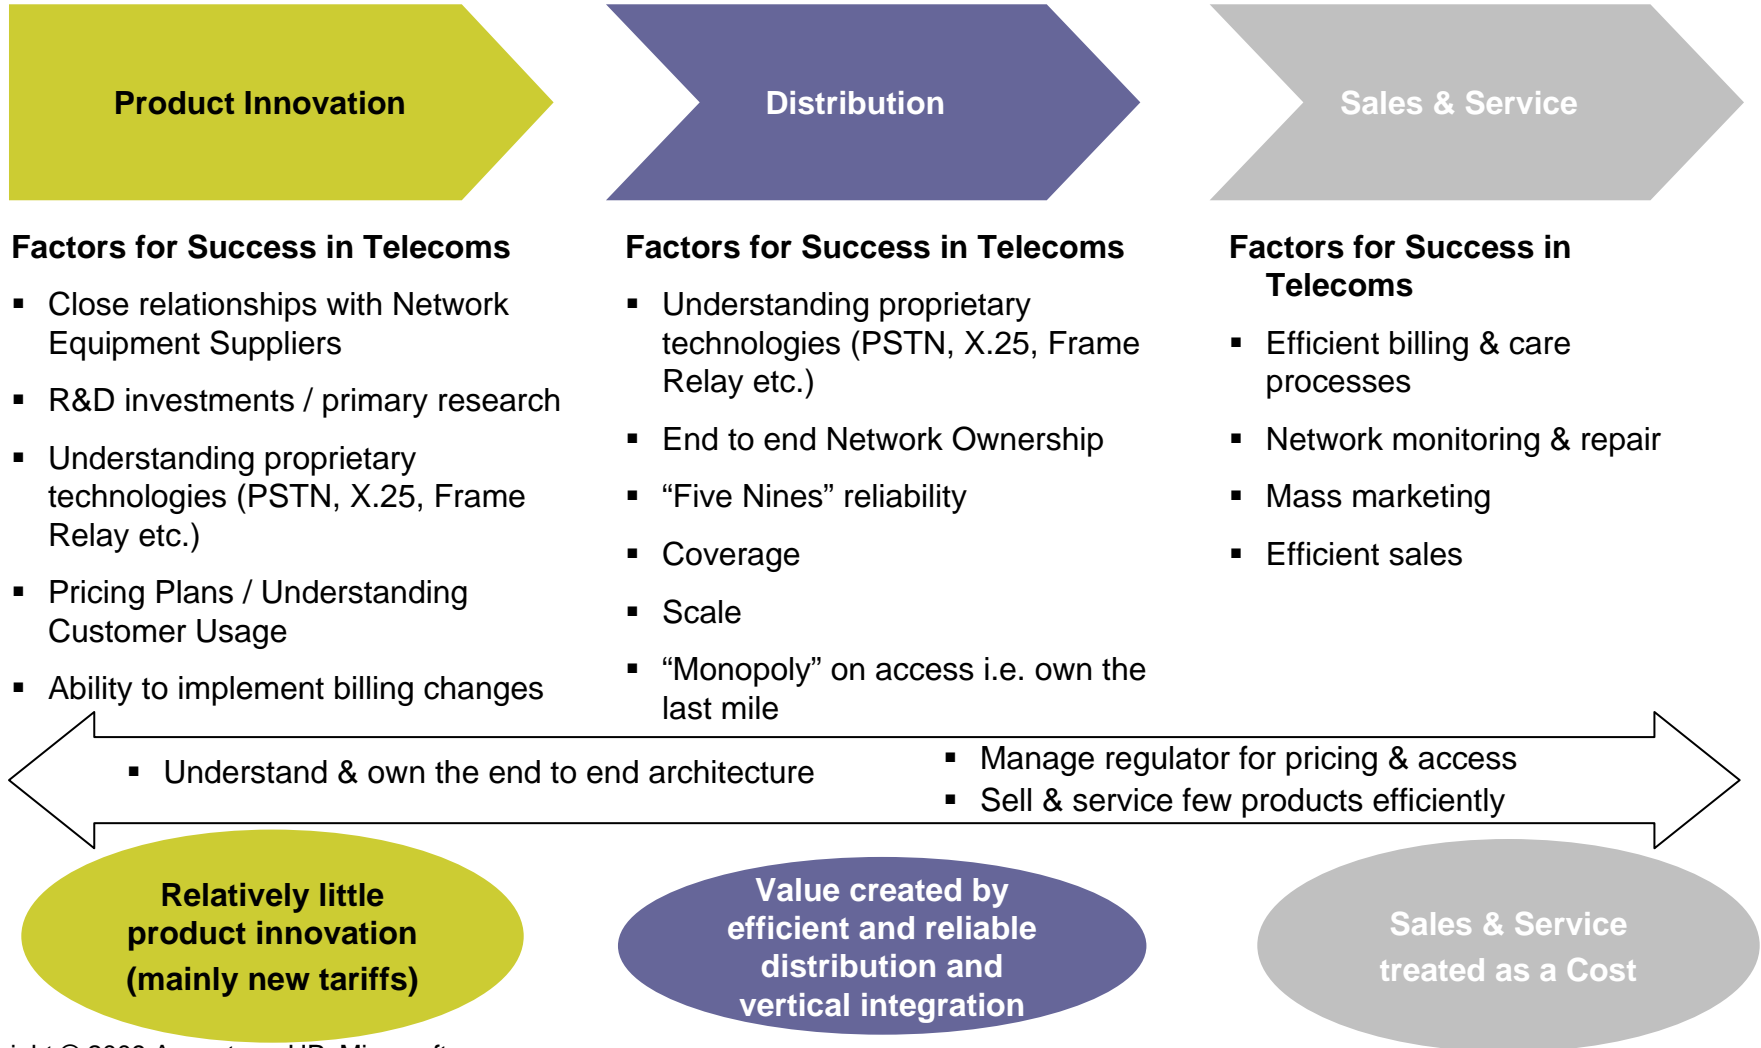 Product Innovation
Distribution
Sales & Service
Factors for Success in Telecoms
▪ Close relationships with Network
Equipment Suppliers
▪ R&D investments / primary research
▪ Understanding proprietary
technologies (PSTN, X.25, Frame
Relay etc.)
▪ Pricing Plans / Understanding
Customer Usage
▪ Ability to implement billing changes
Factors for Success in Telecoms
▪ Understanding proprietary
technologies (PSTN, X.25, Frame
Relay etc.)
▪ End to end Network Ownership
▪ “Five Nines” reliability
▪ Coverage
▪ Scale
▪ “Monopoly” on access i.e. own the
last mile
Factors for Success in
Telecoms
▪ Efficient billing & care
processes
▪ Network monitoring & repair
▪ Mass marketing
▪ Efficient sales
▪ Understand & own the end to end architecture
▪ Manage regulator for pricing & access
▪ Sell & service few products efficiently
Relatively little
product innovation
(mainly new tariffs)
Value created by
efficient and reliable
distribution and
vertical integration
Sales & Service
treated as a Cost